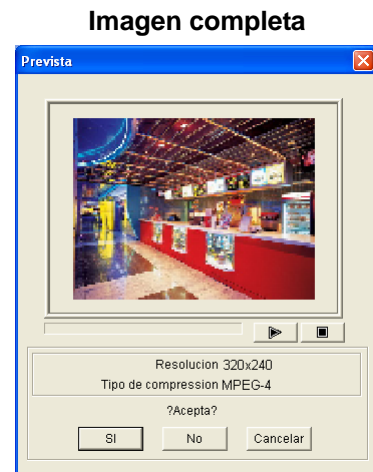 Imagen completa
Prevista
Resolucion 320x240
Tipo de compression MPEG-4
?Acepta?
SI No Cancelar